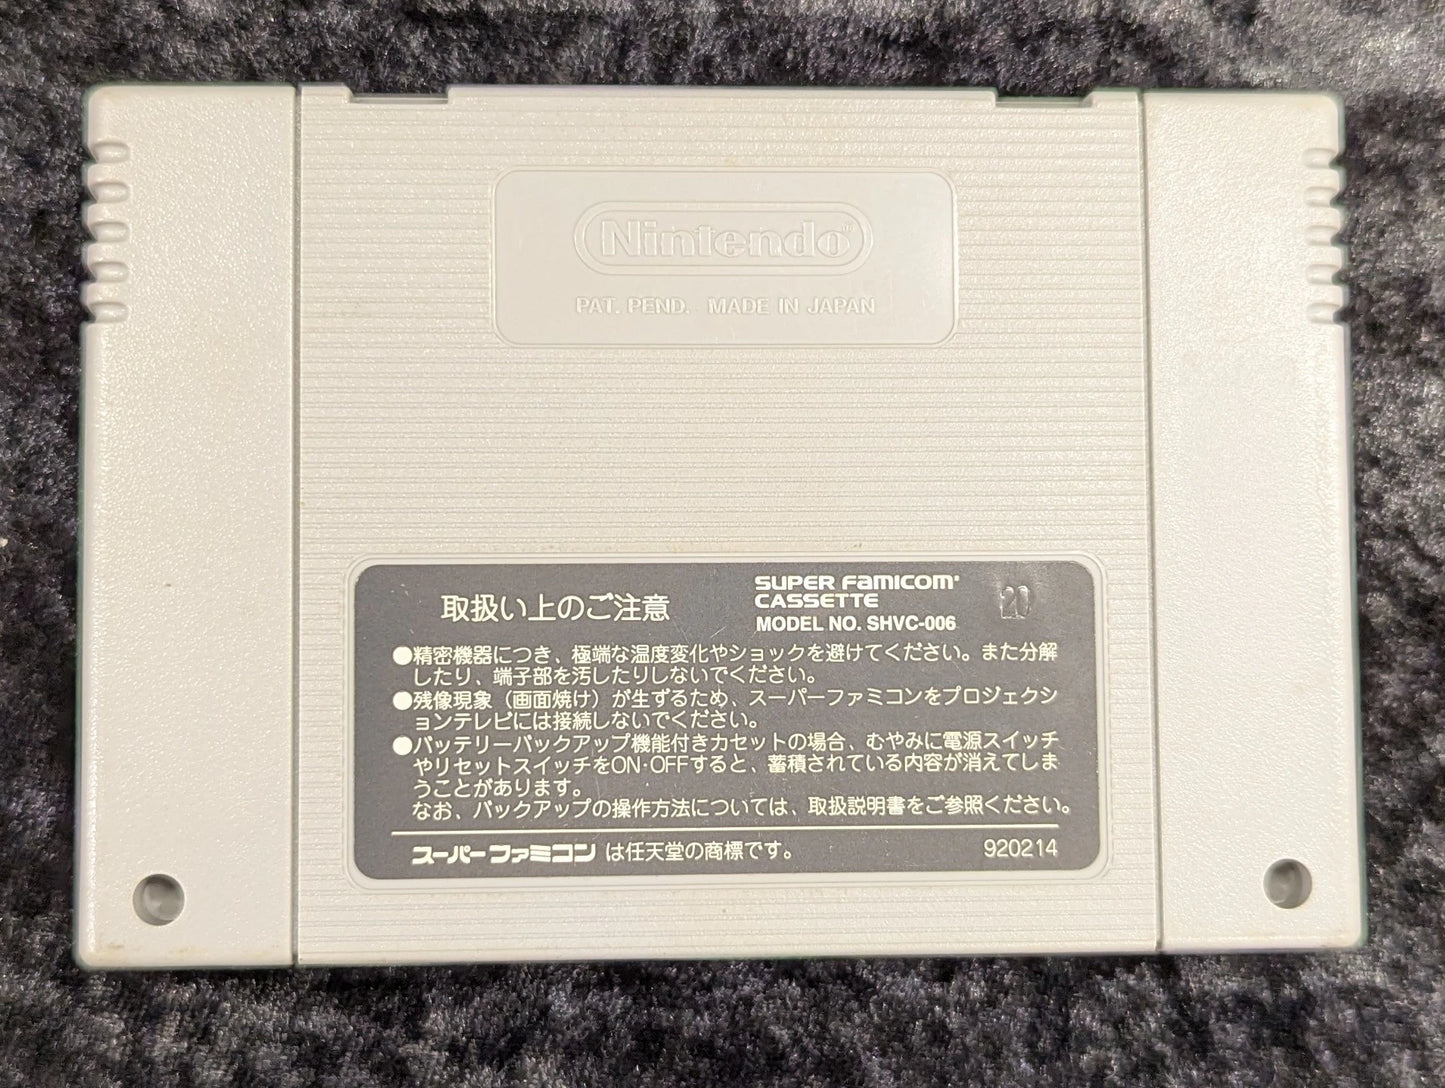 Nintendo™
PAT. PEND. MADE IN JAPAN
取扱い上のご注意
SUPER FAMICOM®
CASSETTE
MODEL NO. SHVC-006
20
●精密機器につき、極端な温度変化やショックを避けてください。また分解
したり、端子部を汚したりしないでください。
●残像現象（画面焼け）が生ずるため、スーパーファミコンをプロジェクシ
ョンテレビには接続しないでください。
●バッテリーバックアップ機能付きカセットの場合、むやみに電源スイッチ
やリセットスイッチをON·OFFすると、蓄積されている内容が消えてしま
うことがあります。
なお、バックアップの操作方法については、取扱説明書をご参照ください。
スーパーファミコンは任天堂の商標です。
920214